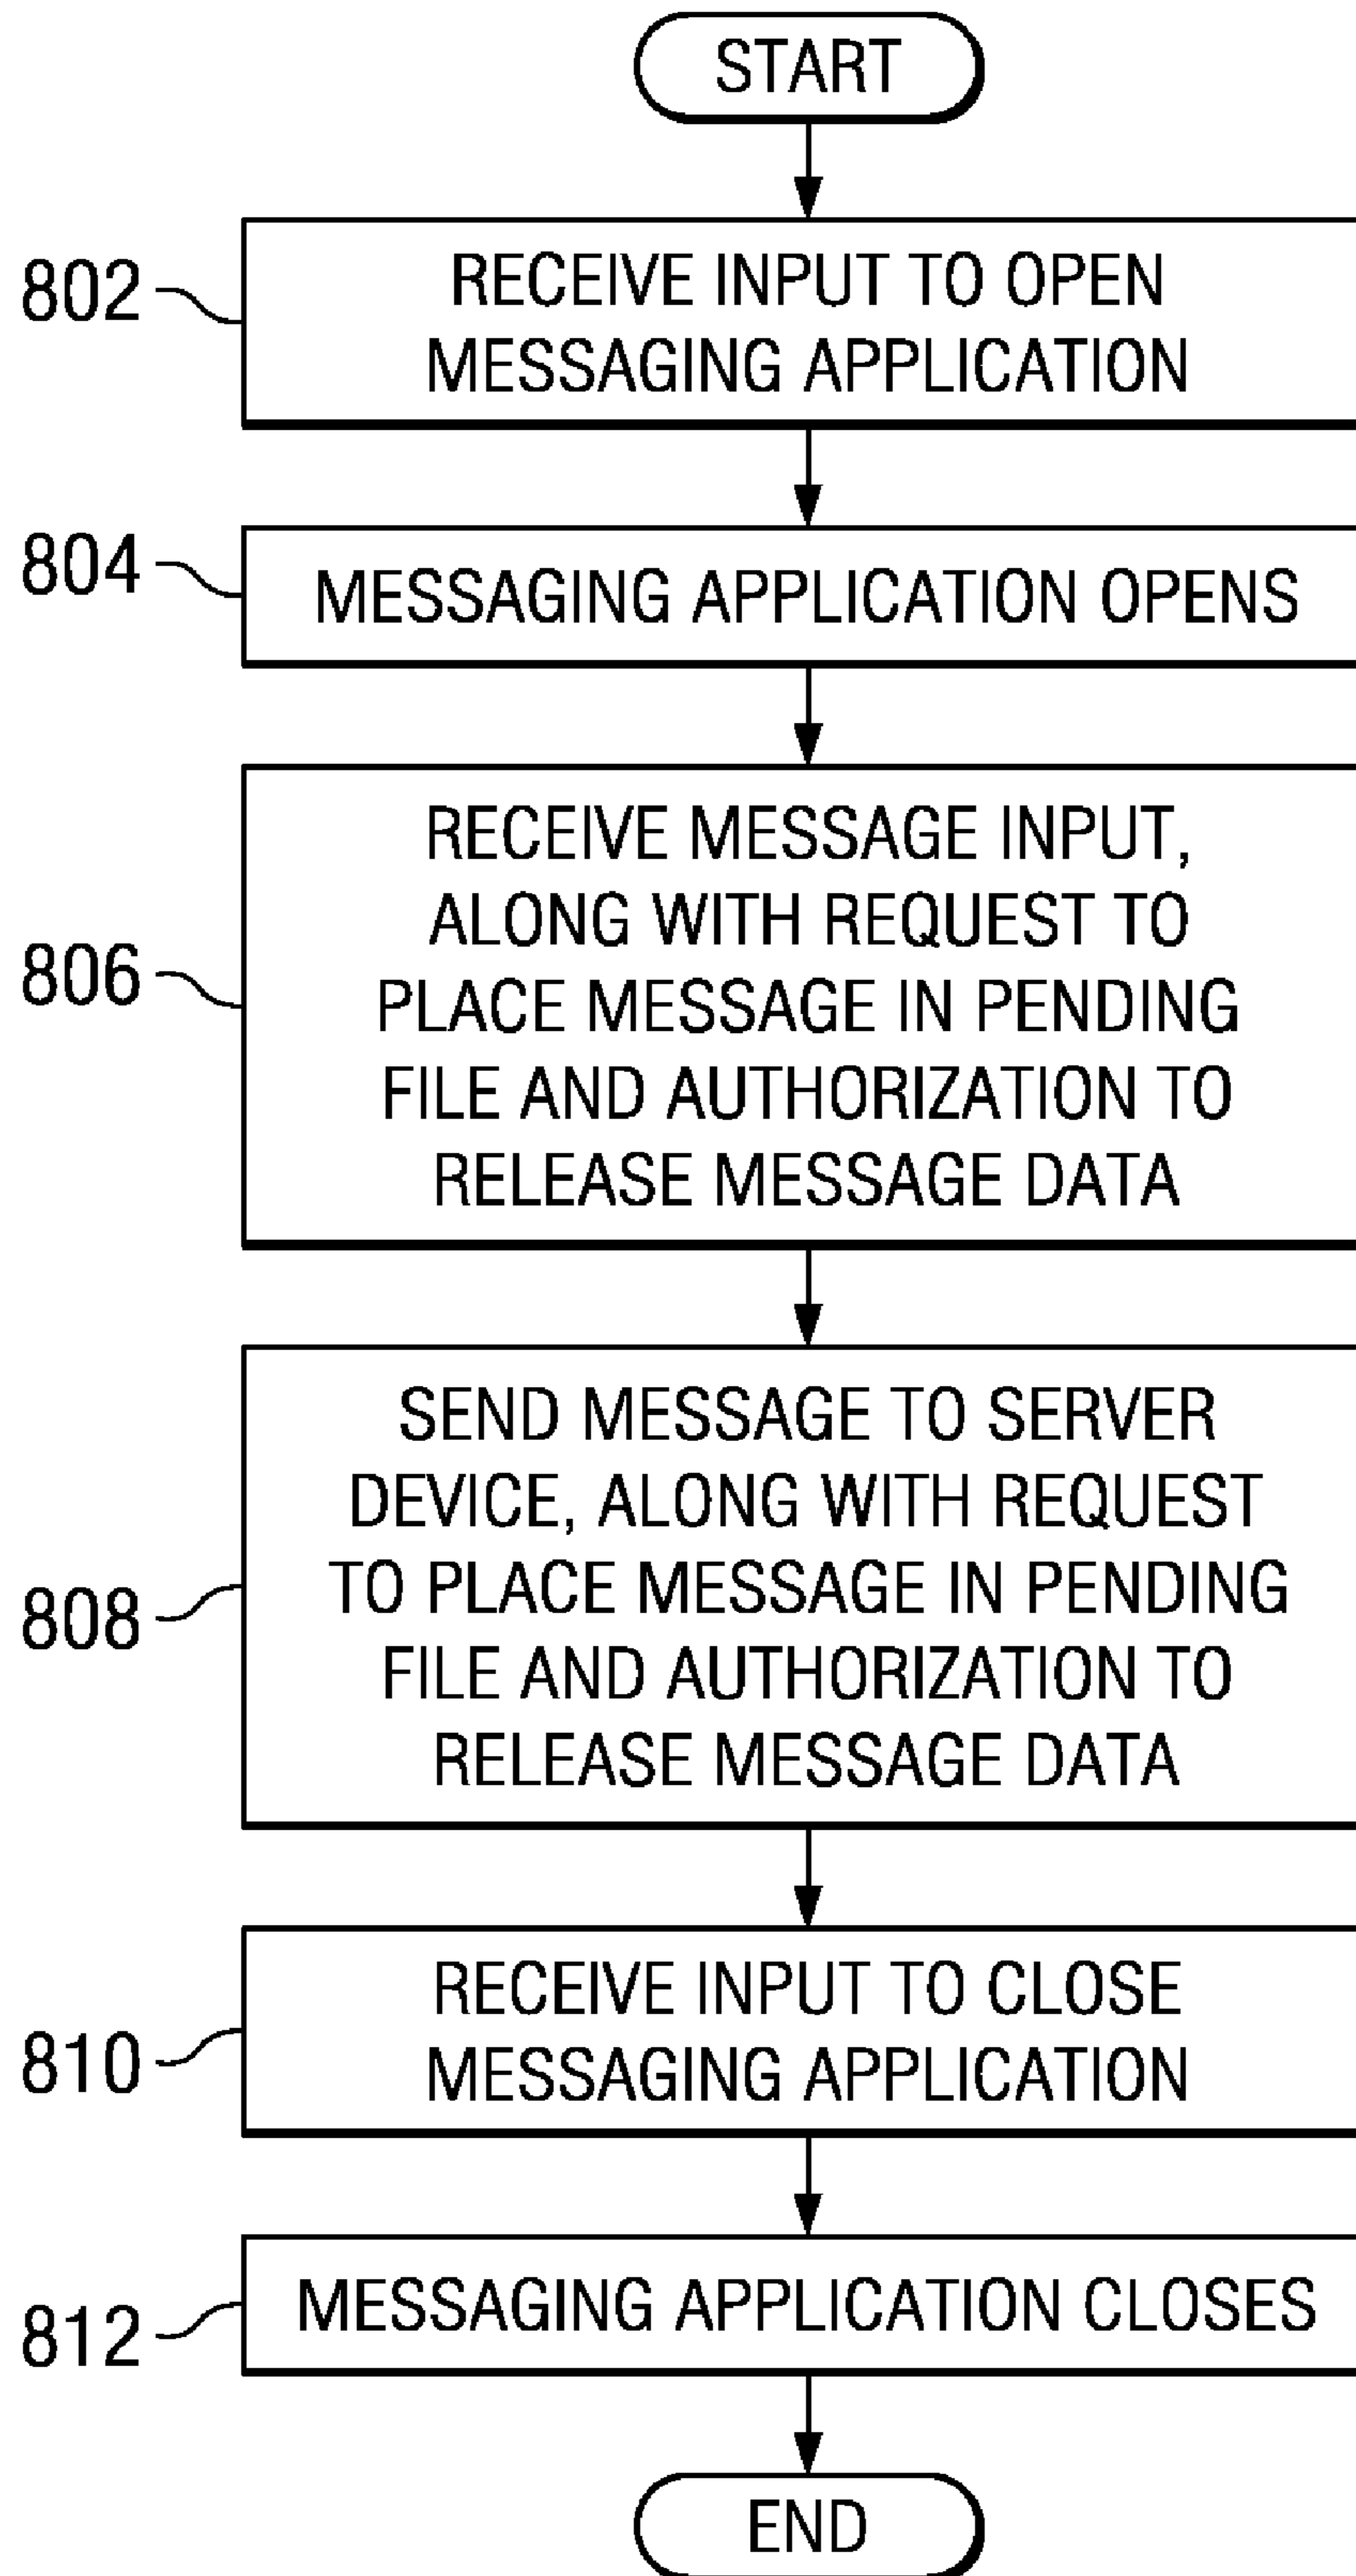 START
802
RECEIVE INPUT TO OPEN
MESSAGING APPLICATION
804
MESSAGING APPLICATION OPENS
806
RECEIVE MESSAGE INPUT,
ALONG WITH REQUEST TO
PLACE MESSAGE IN PENDING
FILE AND AUTHORIZATION TO
RELEASE MESSAGE DATA
808
SEND MESSAGE TO SERVER
DEVICE, ALONG WITH REQUEST
TO PLACE MESSAGE IN PENDING
FILE AND AUTHORIZATION TO
RELEASE MESSAGE DATA
810
RECEIVE INPUT TO CLOSE
MESSAGING APPLICATION
812
MESSAGING APPLICATION CLOSES
END